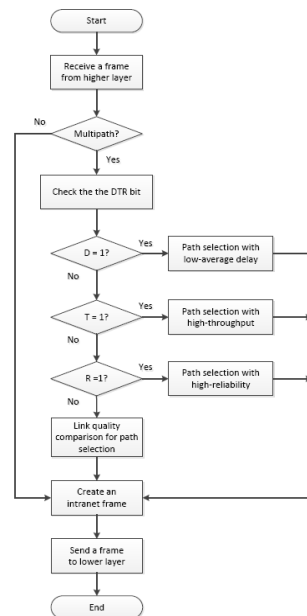 Start
Receive a frame
from higher layer
No
Multipath?
Yes
Check the the DTR bit
D = 1?
Yes
Path selection with
low-average delay
No
T = 1?
Yes
Path selection with
high-throughput
No
R =1?
Yes
Path selection with
high-reliability
No
Link quality
comparison for path
selection
Create an
intranet frame
Send a frame
to lower layer
End